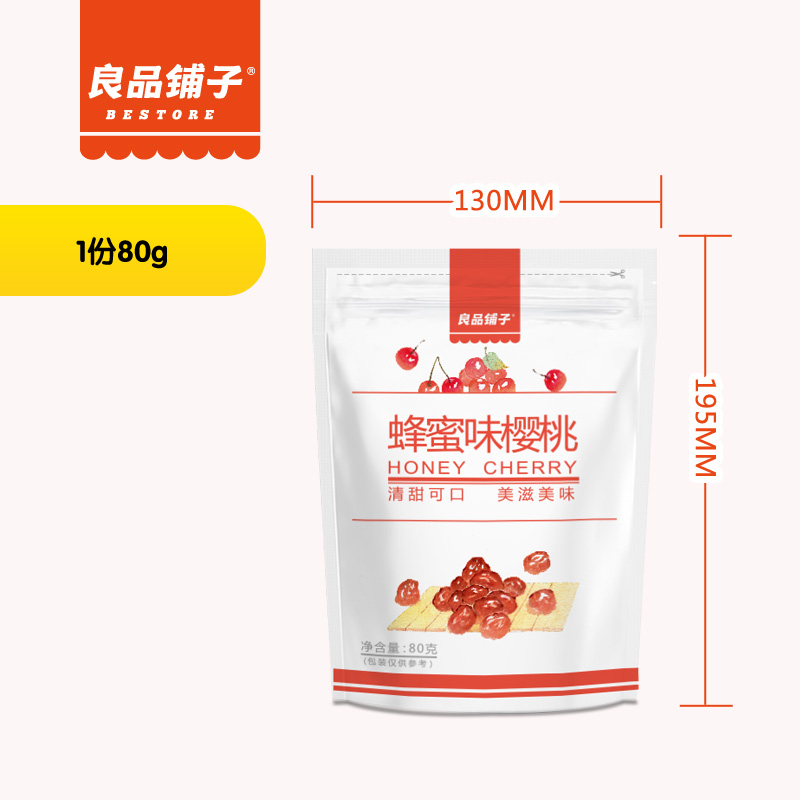 良品铺子®
BESTORE
1份80g
130MM
195MM
良品铺子®
蜂蜜味樱桃
HONEY CHERRY
清甜可口 美滋美味
净含量:80克
(包装仅供参考)